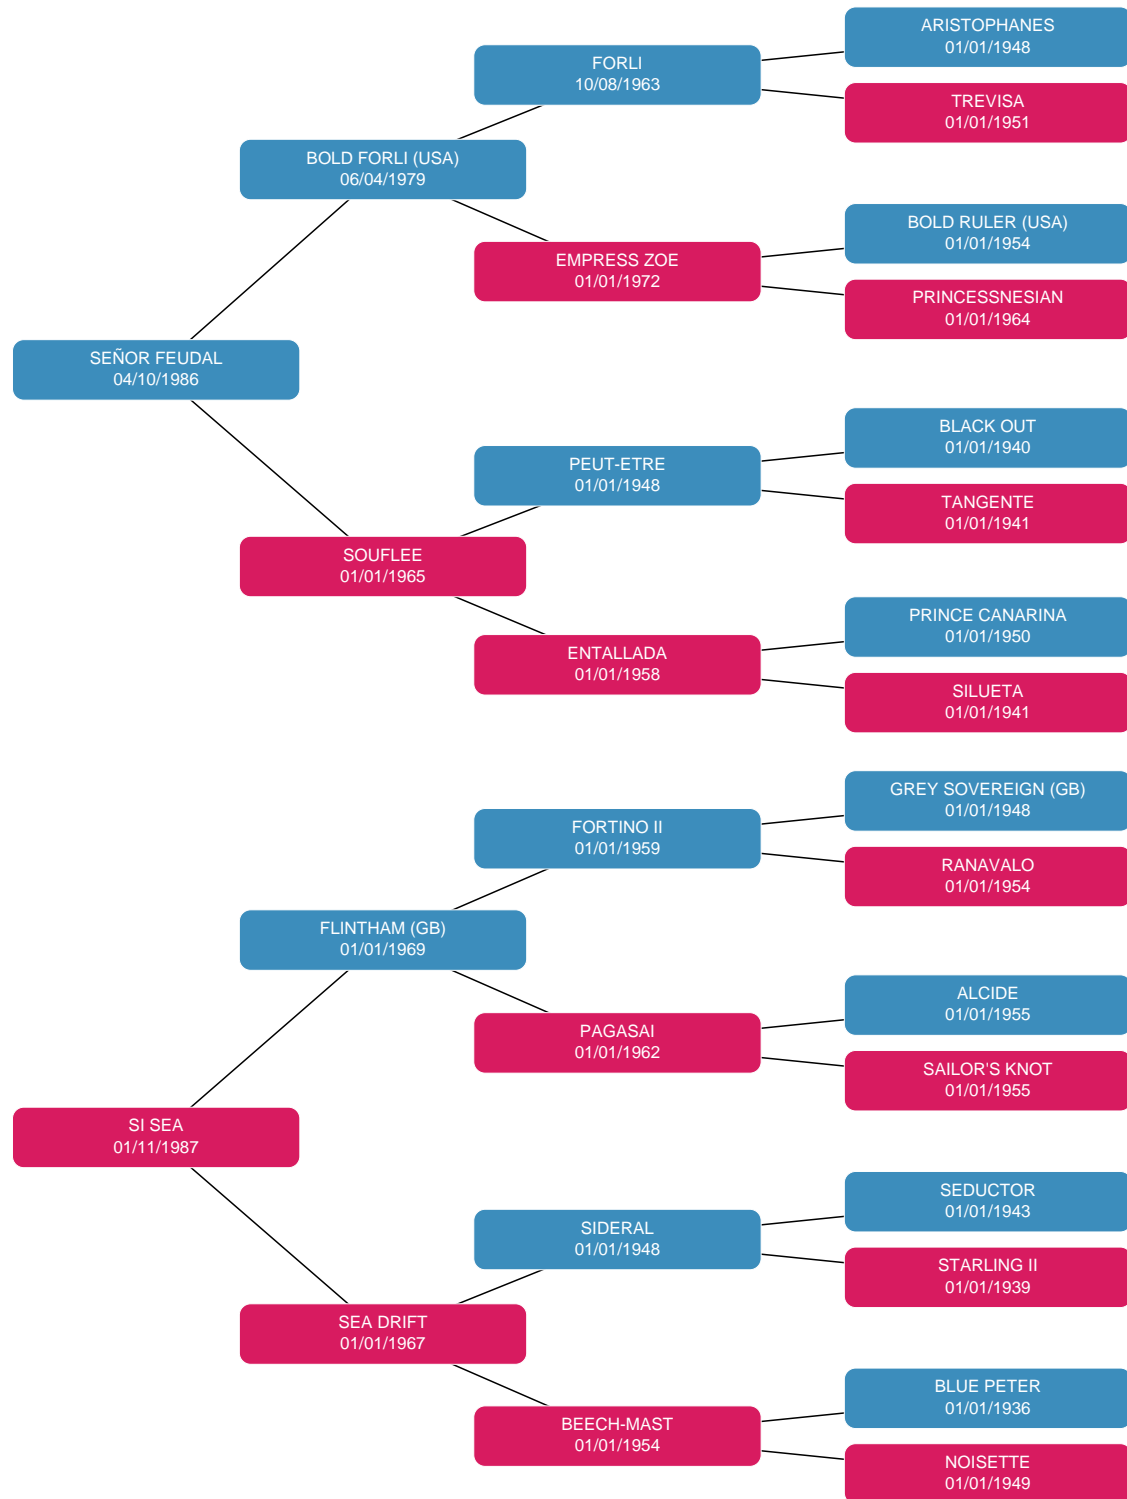 ARISTOPHANES
01/01/1948
FORLI
10/08/1963
TREVISA
01/01/1951
BOLD FORLI (USA)
06/04/1979
BOLD RULER (USA)
01/01/1954
EMPRESS ZOE
01/01/1972
PRINCESSNESIAN
01/01/1964
SEÑOR FEUDAL
04/10/1986
BLACK OUT
01/01/1940
PEUT-ETRE
01/01/1948
TANGENTE
01/01/1941
SOUFLEE
01/01/1965
PRINCE CANARINA
01/01/1950
ENTALLADA
01/01/1958
SILUETA
01/01/1941
GREY SOVEREIGN (GB)
01/01/1948
FORTINO II
01/01/1959
RANAVALO
01/01/1954
FLINTHAM (GB)
01/01/1969
ALCIDE
01/01/1955
PAGASAI
01/01/1962
SAILOR'S KNOT
01/01/1955
SI SEA
01/11/1987
SEDUCTOR
01/01/1943
SIDERAL
01/01/1948
STARLING II
01/01/1939
SEA DRIFT
01/01/1967
BLUE PETER
01/01/1936
BEECH-MAST
01/01/1954
NOISETTE
01/01/1949